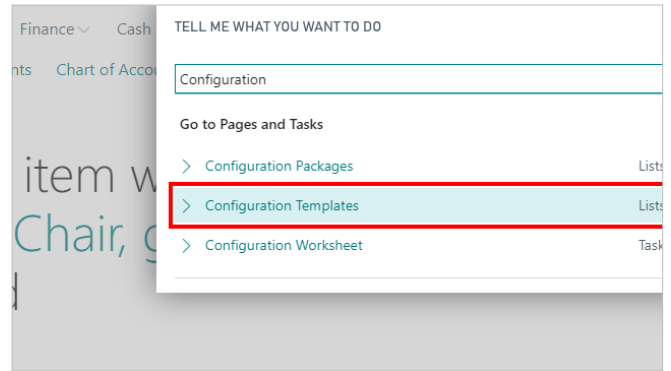 Finance Cash
nts Chart of Accou
item w
Chair, g
d
TELL ME WHAT YOU WANT TO DO
Configuration
Go to Pages and Tasks
Configuration Packages Lists
Configuration Templates Lists
Configuration Worksheet Task